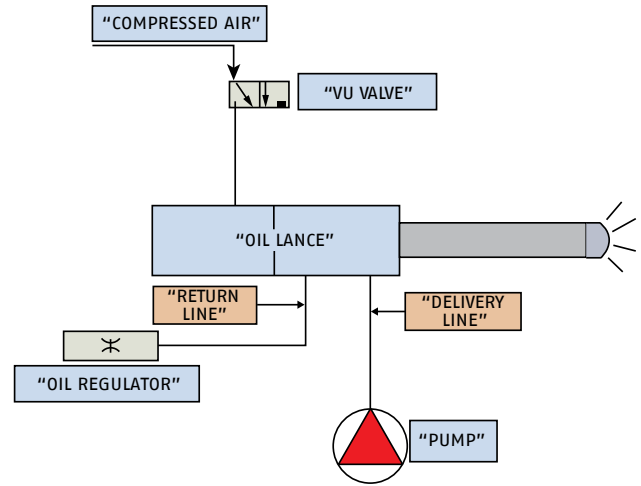 “COMPRESSED AIR”
“VU VALVE”
“OIL LANCE”
“RETURN
LINE”
“DELIVERY
LINE”
“OIL REGULATOR”
“PUMP”